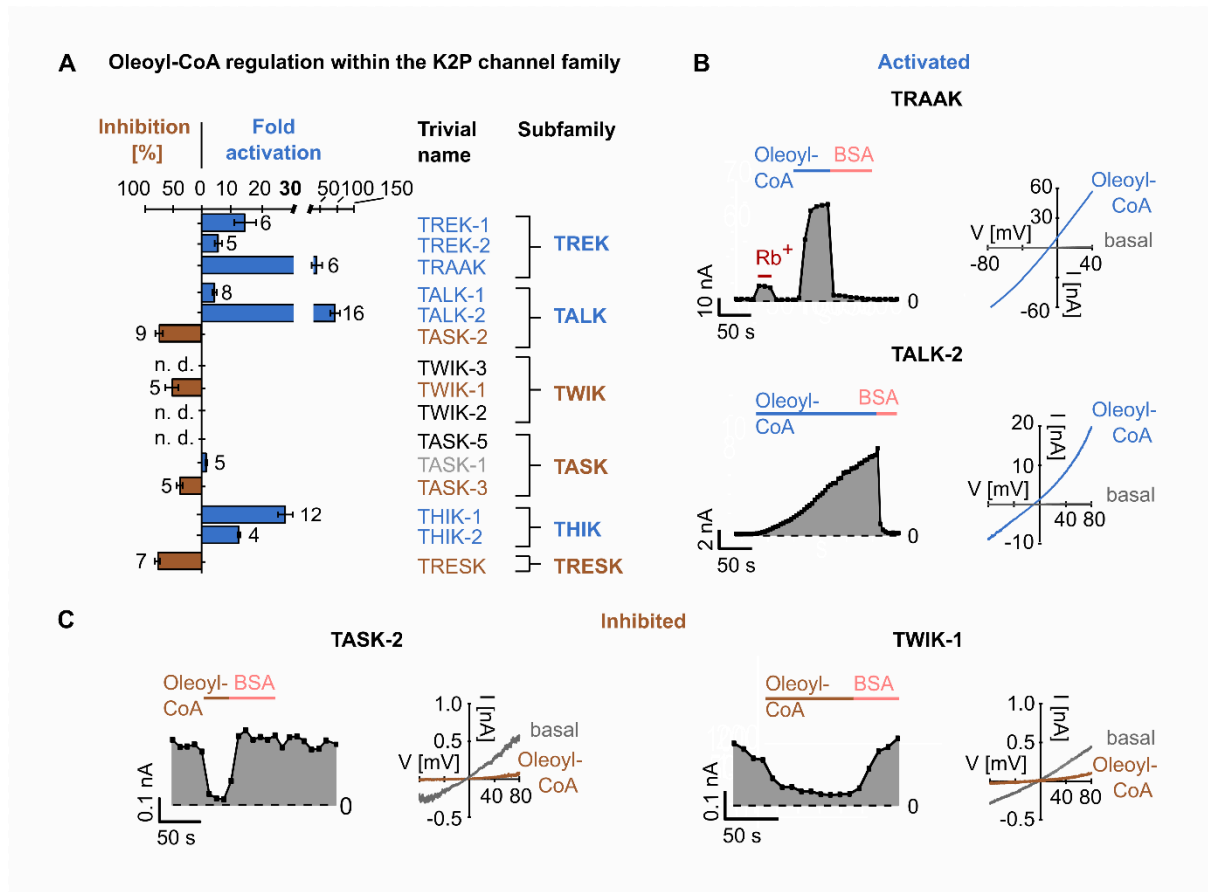 A Oleoyl-CoA regulation within the K2P channel family
Inhibition
[%]
Fold
activation
Trivial
name
Subfamily
100 50 0 10 20 30 50 100 150
6 TREK-1
5 TREK-2
6 TRAAK
TREK
8 TALK-1
16 TALK-2
9 TASK-2
TALK
n. d. TWIK-3
5 TWIK-1
n. d. TWIK-2
TWIK
n. d. TASK-5
5 TASK-1
5 TASK-3
TASK
12 THIK-1
4 THIK-2
THIK
7 TRESK
TRESK
B Activated
TRAAK
Oleoyl-
CoA
BSA
Rb+
10 nA
50 s
0
60
30
V [mV]
-80
40
I [nA]
-60
Oleoyl-
CoA
basal
TALK-2
Oleoyl-
CoA
BSA
2 nA
50 s
0
20
10
I [nA]
V [mV]
40 80
-10
Oleoyl-
CoA
basal
C Inhibited
TASK-2
Oleoyl-
CoA
BSA
0.1 nA
50 s
0
1.0
0.5
I [nA]
V [mV]
40 80
-0.5
basal
Oleoyl-
CoA
TWIK-1
Oleoyl-
CoA
BSA
0.1 nA
50 s
0
1.0
0.5
I [nA]
V [mV]
40 80
-0.5
basal
Oleoyl-
CoA